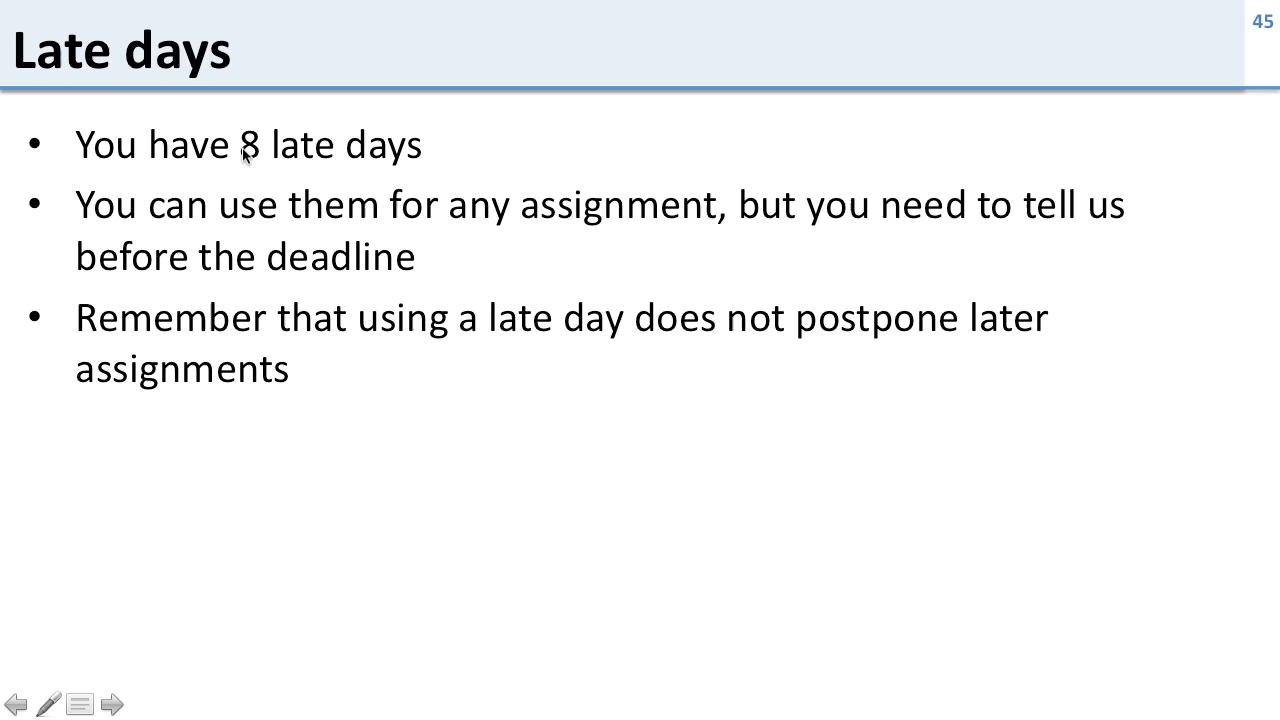 Late days
45
• You have 8 late days
• You can use them for any assignment, but you need to tell us
before the deadline
• Remember that using a late day does not postpone later
assignments